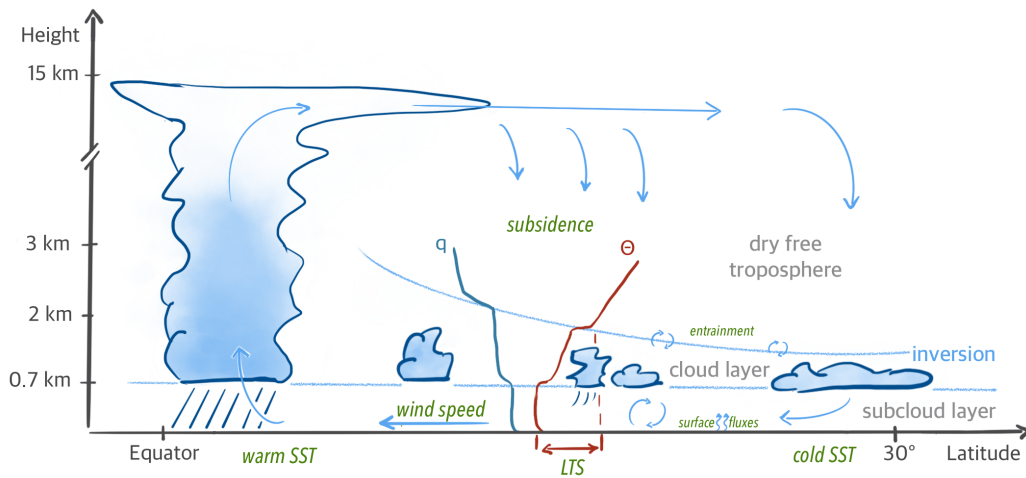 Height
15 km
3 km
2 km
0.7 km
q
subsidence
Θ
dry free
troposphere
entrainment
inversion
cloud layer
wind speed
surface fluxes
subcloud layer
Equator
warm SST
LTS
cold SST
30°
Latitude